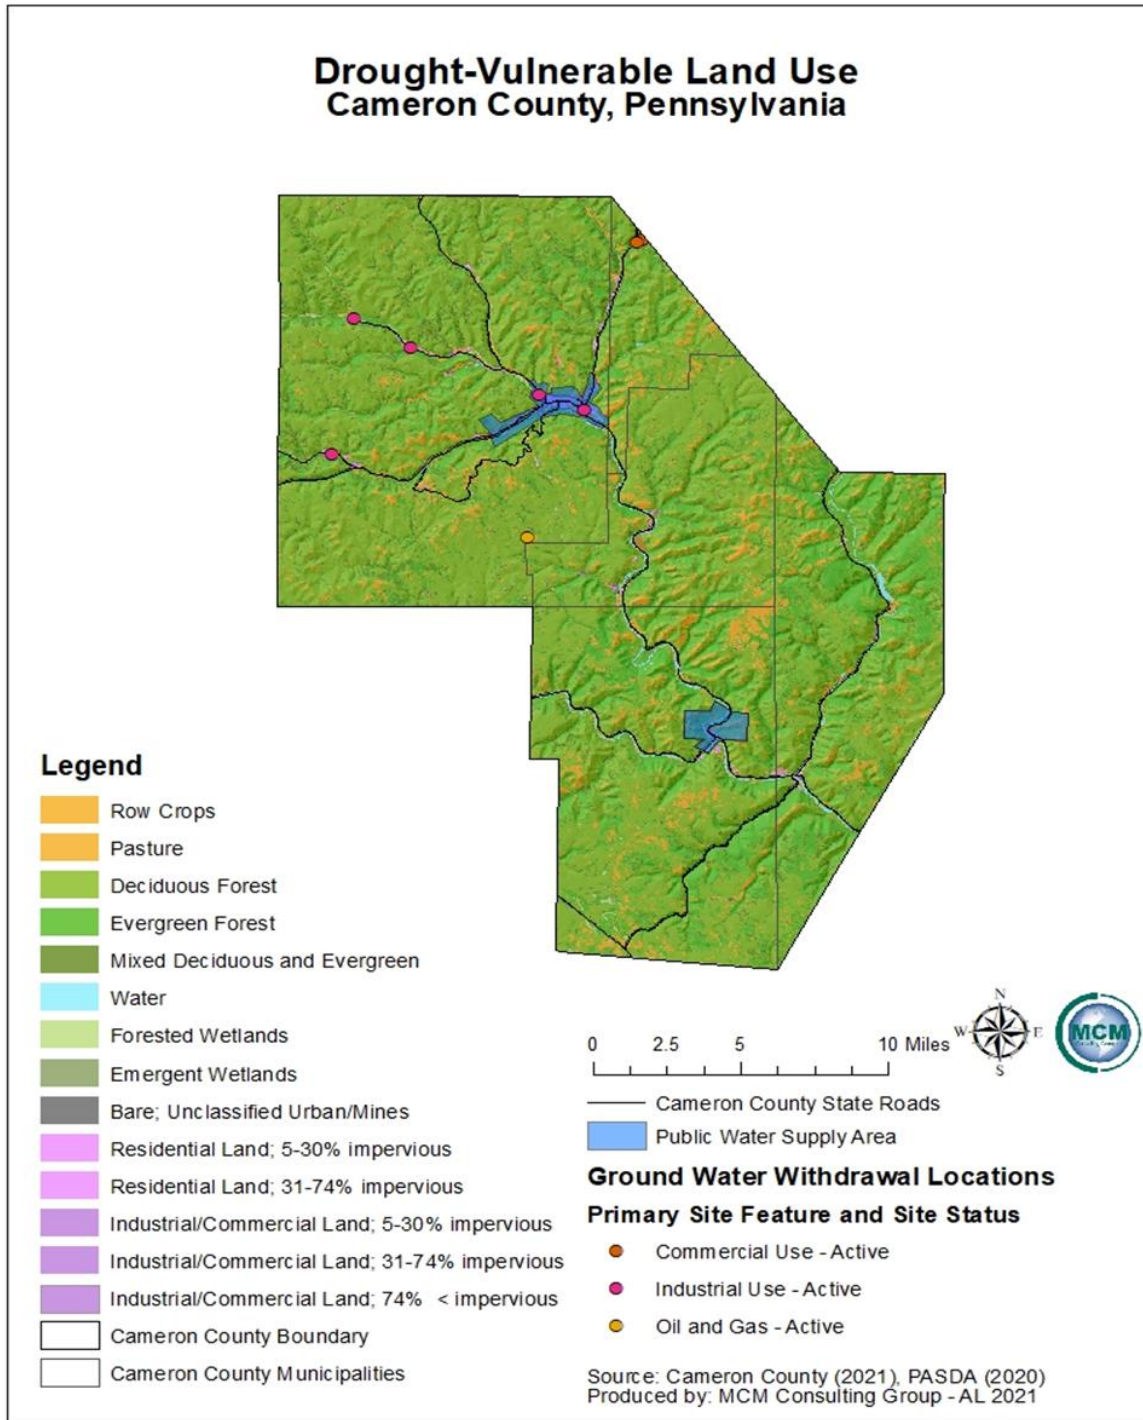 Drought-Vulnerable Land Use
Cameron County, Pennsylvania
Legend
Row Crops
Pasture
Deciduous Forest
Evergreen Forest
Mixed Deciduous and Evergreen
Water
Forested Wetlands
Emergent Wetlands
Bare; Unclassified Urban/Mines
Residential Land; 5-30% impervious
Residential Land; 31-74% impervious
Industrial/Commercial Land; 5-30% impervious
Industrial/Commercial Land; 31-74% impervious
Industrial/Commercial Land; 74% < impervious
Cameron County Boundary
Cameron County Municipalities
0 2.5 5 10 Miles
N
W E
S
MCM
Cameron County State Roads
Public Water Supply Area
Ground Water Withdrawal Locations
Primary Site Feature and Site Status
Commercial Use - Active
Industrial Use - Active
Oil and Gas - Active
Source: Cameron County (2021), PASDA (2020)
Produced by: MCM Consulting Group - AL 2021